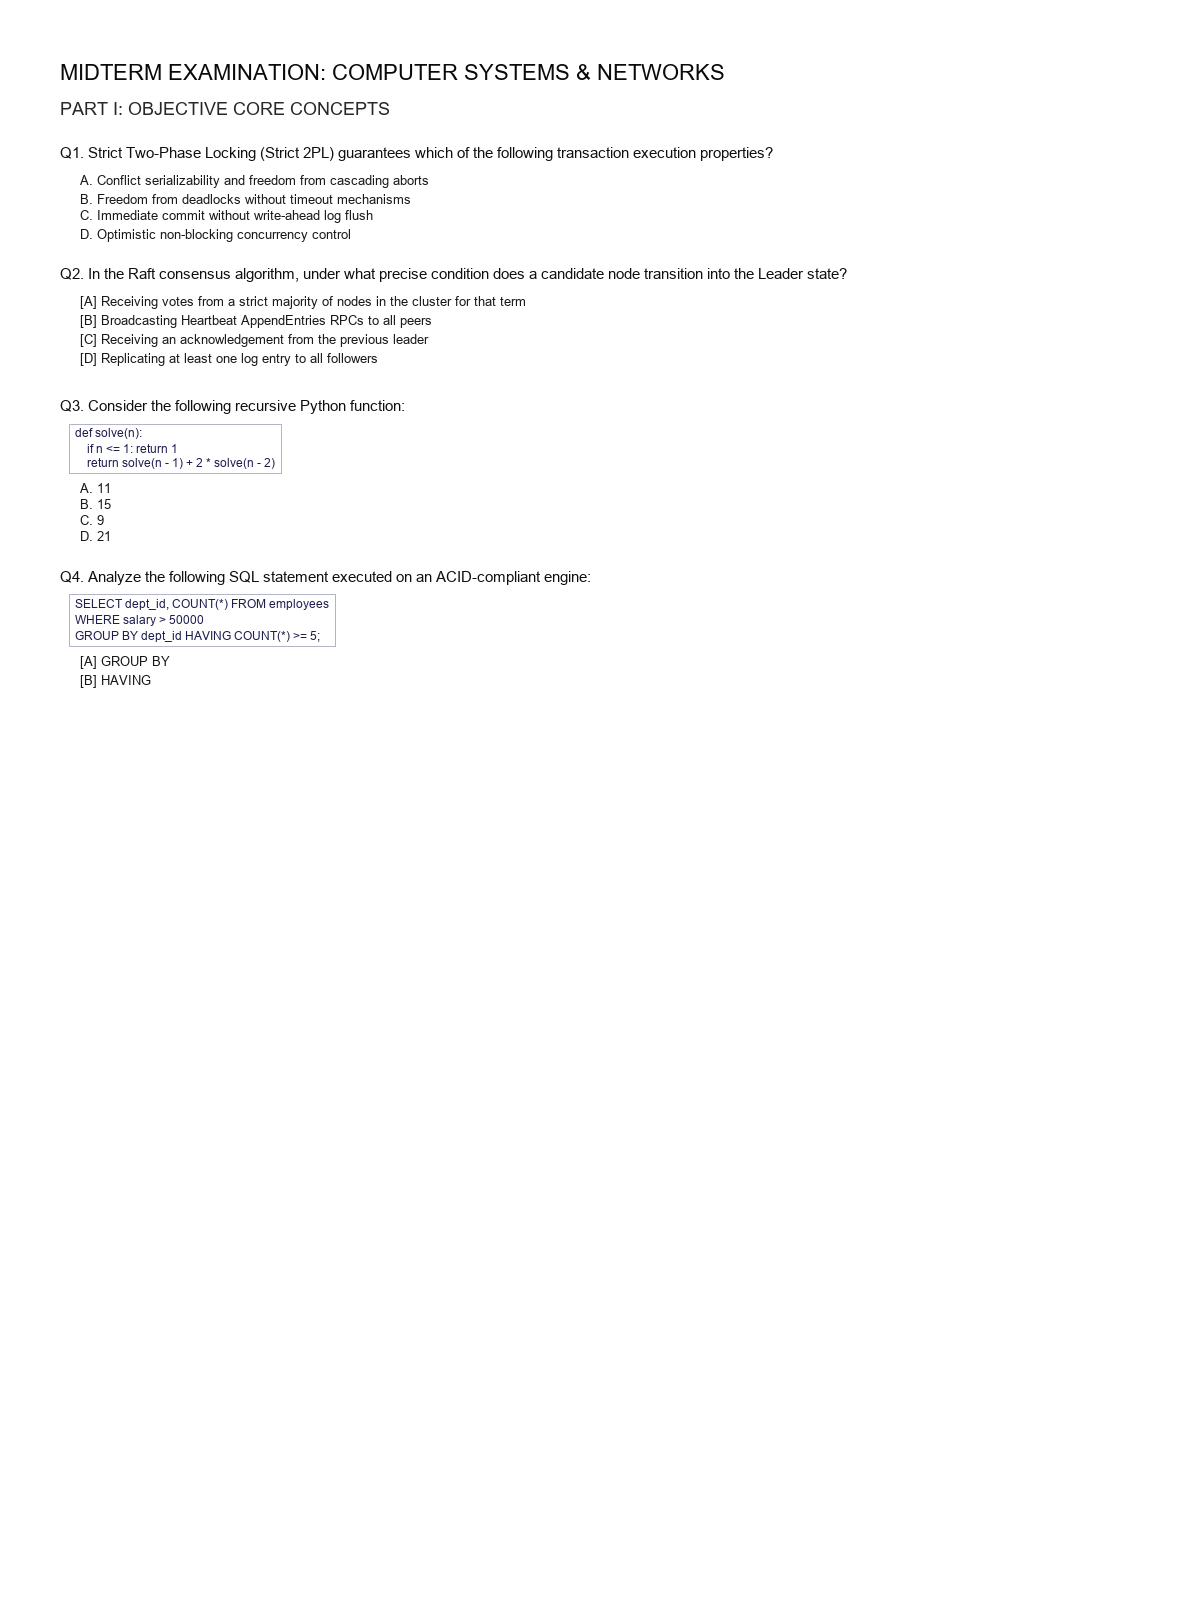 MIDTERM EXAMINATION: COMPUTER SYSTEMS & NETWORKS
PART I: OBJECTIVE CORE CONCEPTS
Q1. Strict Two-Phase Locking (Strict 2PL) guarantees which of the following transaction execution properties?
A. Conflict serializability and freedom from cascading aborts
B. Freedom from deadlocks without timeout mechanisms
C. Immediate commit without write-ahead log flush
D. Optimistic non-blocking concurrency control
Q2. In the Raft consensus algorithm, under what precise condition does a candidate node transition into the Leader state?
[A] Receiving votes from a strict majority of nodes in the cluster for that term
[B] Broadcasting Heartbeat AppendEntries RPCs to all peers
[C] Receiving an acknowledgement from the previous leader
[D] Replicating at least one log entry to all followers
Q3. Consider the following recursive Python function:
def solve(n):
    if n <= 1: return 1
    return solve(n - 1) + 2 * solve(n - 2)
A. 11
B. 15
C. 9
D. 21
Q4. Analyze the following SQL statement executed on an ACID-compliant engine:
SELECT dept_id, COUNT(*) FROM employees
WHERE salary > 50000
GROUP BY dept_id HAVING COUNT(*) >= 5;
[A] GROUP BY
[B] HAVING